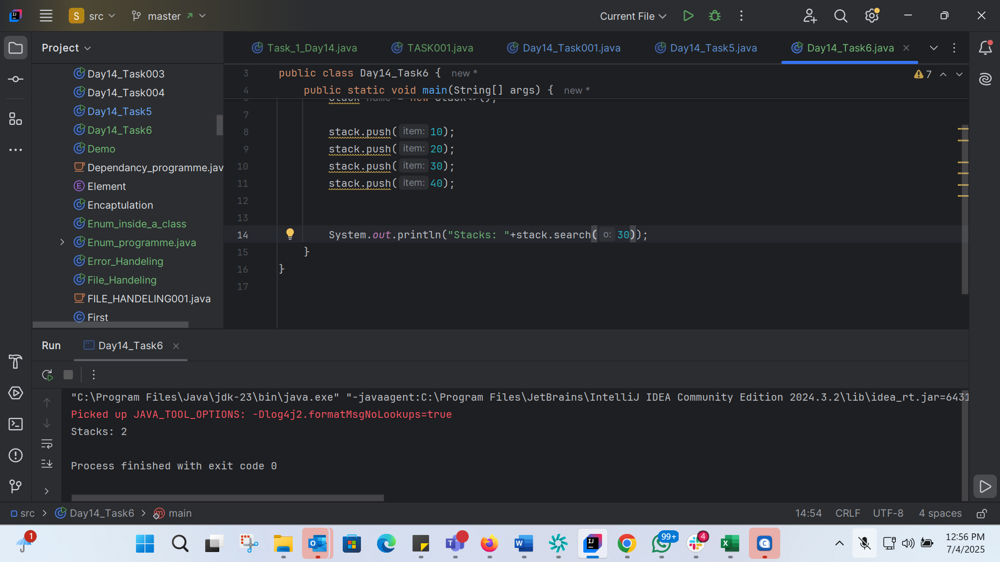 S src master Current File
Project
Task_1_Day14.java TASK001.java Day14_Task001.java Day14_Task5.java Day14_Task6.java
Day14_Task003
Day14_Task004
Day14_Task5
Day14_Task6
Demo
Dependancy_programme.jav
E Element
Encaptulation
Enum_inside_a_class
Enum_programme.java
Error_Handeling
File_Handeling
FILE_HANDELING001.java
First
3 public class Day14_Task6 { new *
4 public static void main(String[] args) { new *
Stack name = new Stack<>();
7
8 stack.push( item: 10);
9 stack.push( item: 20);
10 stack.push( item: 30);
11 stack.push( item: 40);
12
13
14 System.out.println("Stacks: "+stack.search( o: 30));
15 }
16 }
17
7
Run Day14_Task6
"C:\Program Files\Java\jdk-23\bin\java.exe" "-javaagent:C:\Program Files\JetBrains\IntelliJ IDEA Community Edition 2024.3.2\lib\idea_rt.jar=6431
Picked up JAVA_TOOL_OPTIONS: -Dlog4j2.formatMsgNoLookups=true
Stacks: 2
Process finished with exit code 0
src > Day14_Task6 > main 14:54 CRLF UTF-8 4 spaces
1
99+
4
12:56 PM
7/4/2025